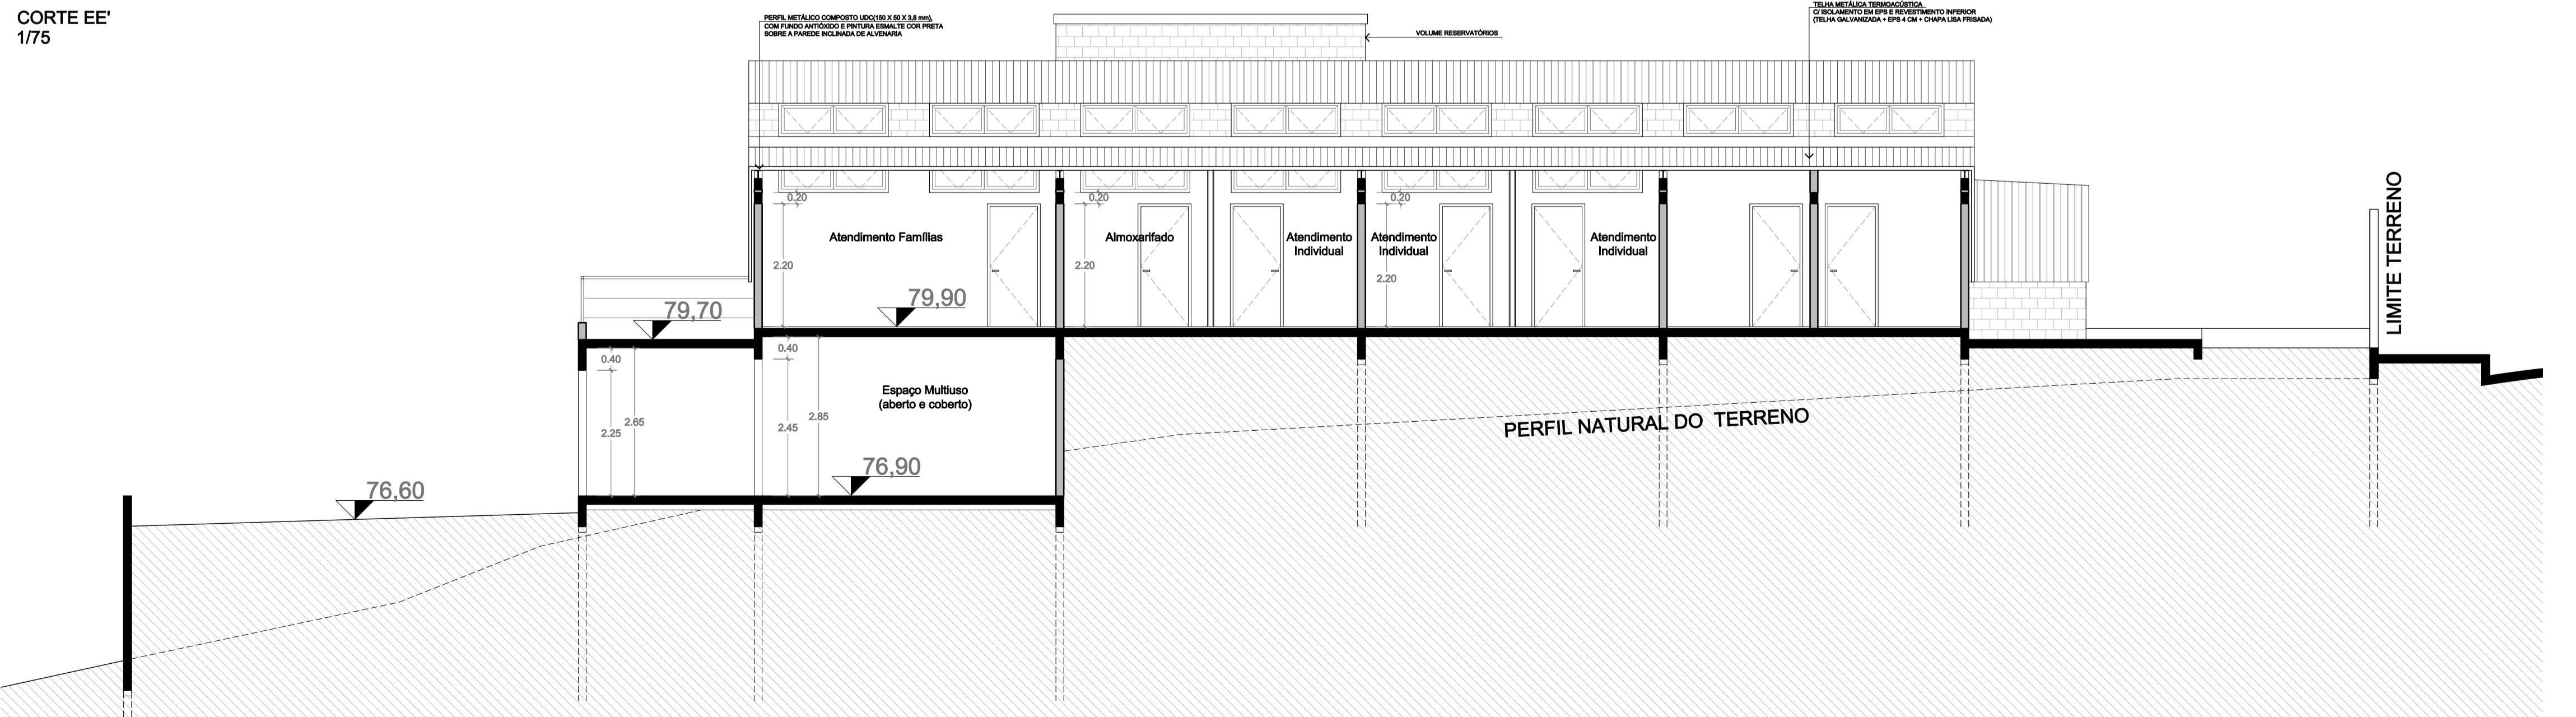 CORTE EE'
1/75
PERFIL METÁLICO COMPOSTO UDC(150 X 50 X 3,8 mm),
COM FUNDO ANTIÓXIDO E PINTURA ESMALTE COR PRETA
SOBRE A PAREDE INCLINADA DE ALVENARIA
VOLUME RESERVATÓRIOS
TELHA METÁLICA TERMOACÚSTICA
C/ ISOLAMENTO EM EPS E REVESTIMENTO INFERIOR
(TELHA GALVANIZADA + EPS 4 CM + CHAPA LISA FRISADA)
0.20
0.20
0.20
Atendimento Famílias
Almoxarifado
Atendimento
Individual
Atendimento
Individual
Atendimento
Individual
2.20
2.20
2.20
79,70
79,90
LIMITE TERRENO
0.40
0.40
Espaço Multiuso
(aberto e coberto)
2.25
2.65
2.45
2.85
PERFIL NATURAL DO TERRENO
76,90
76,60